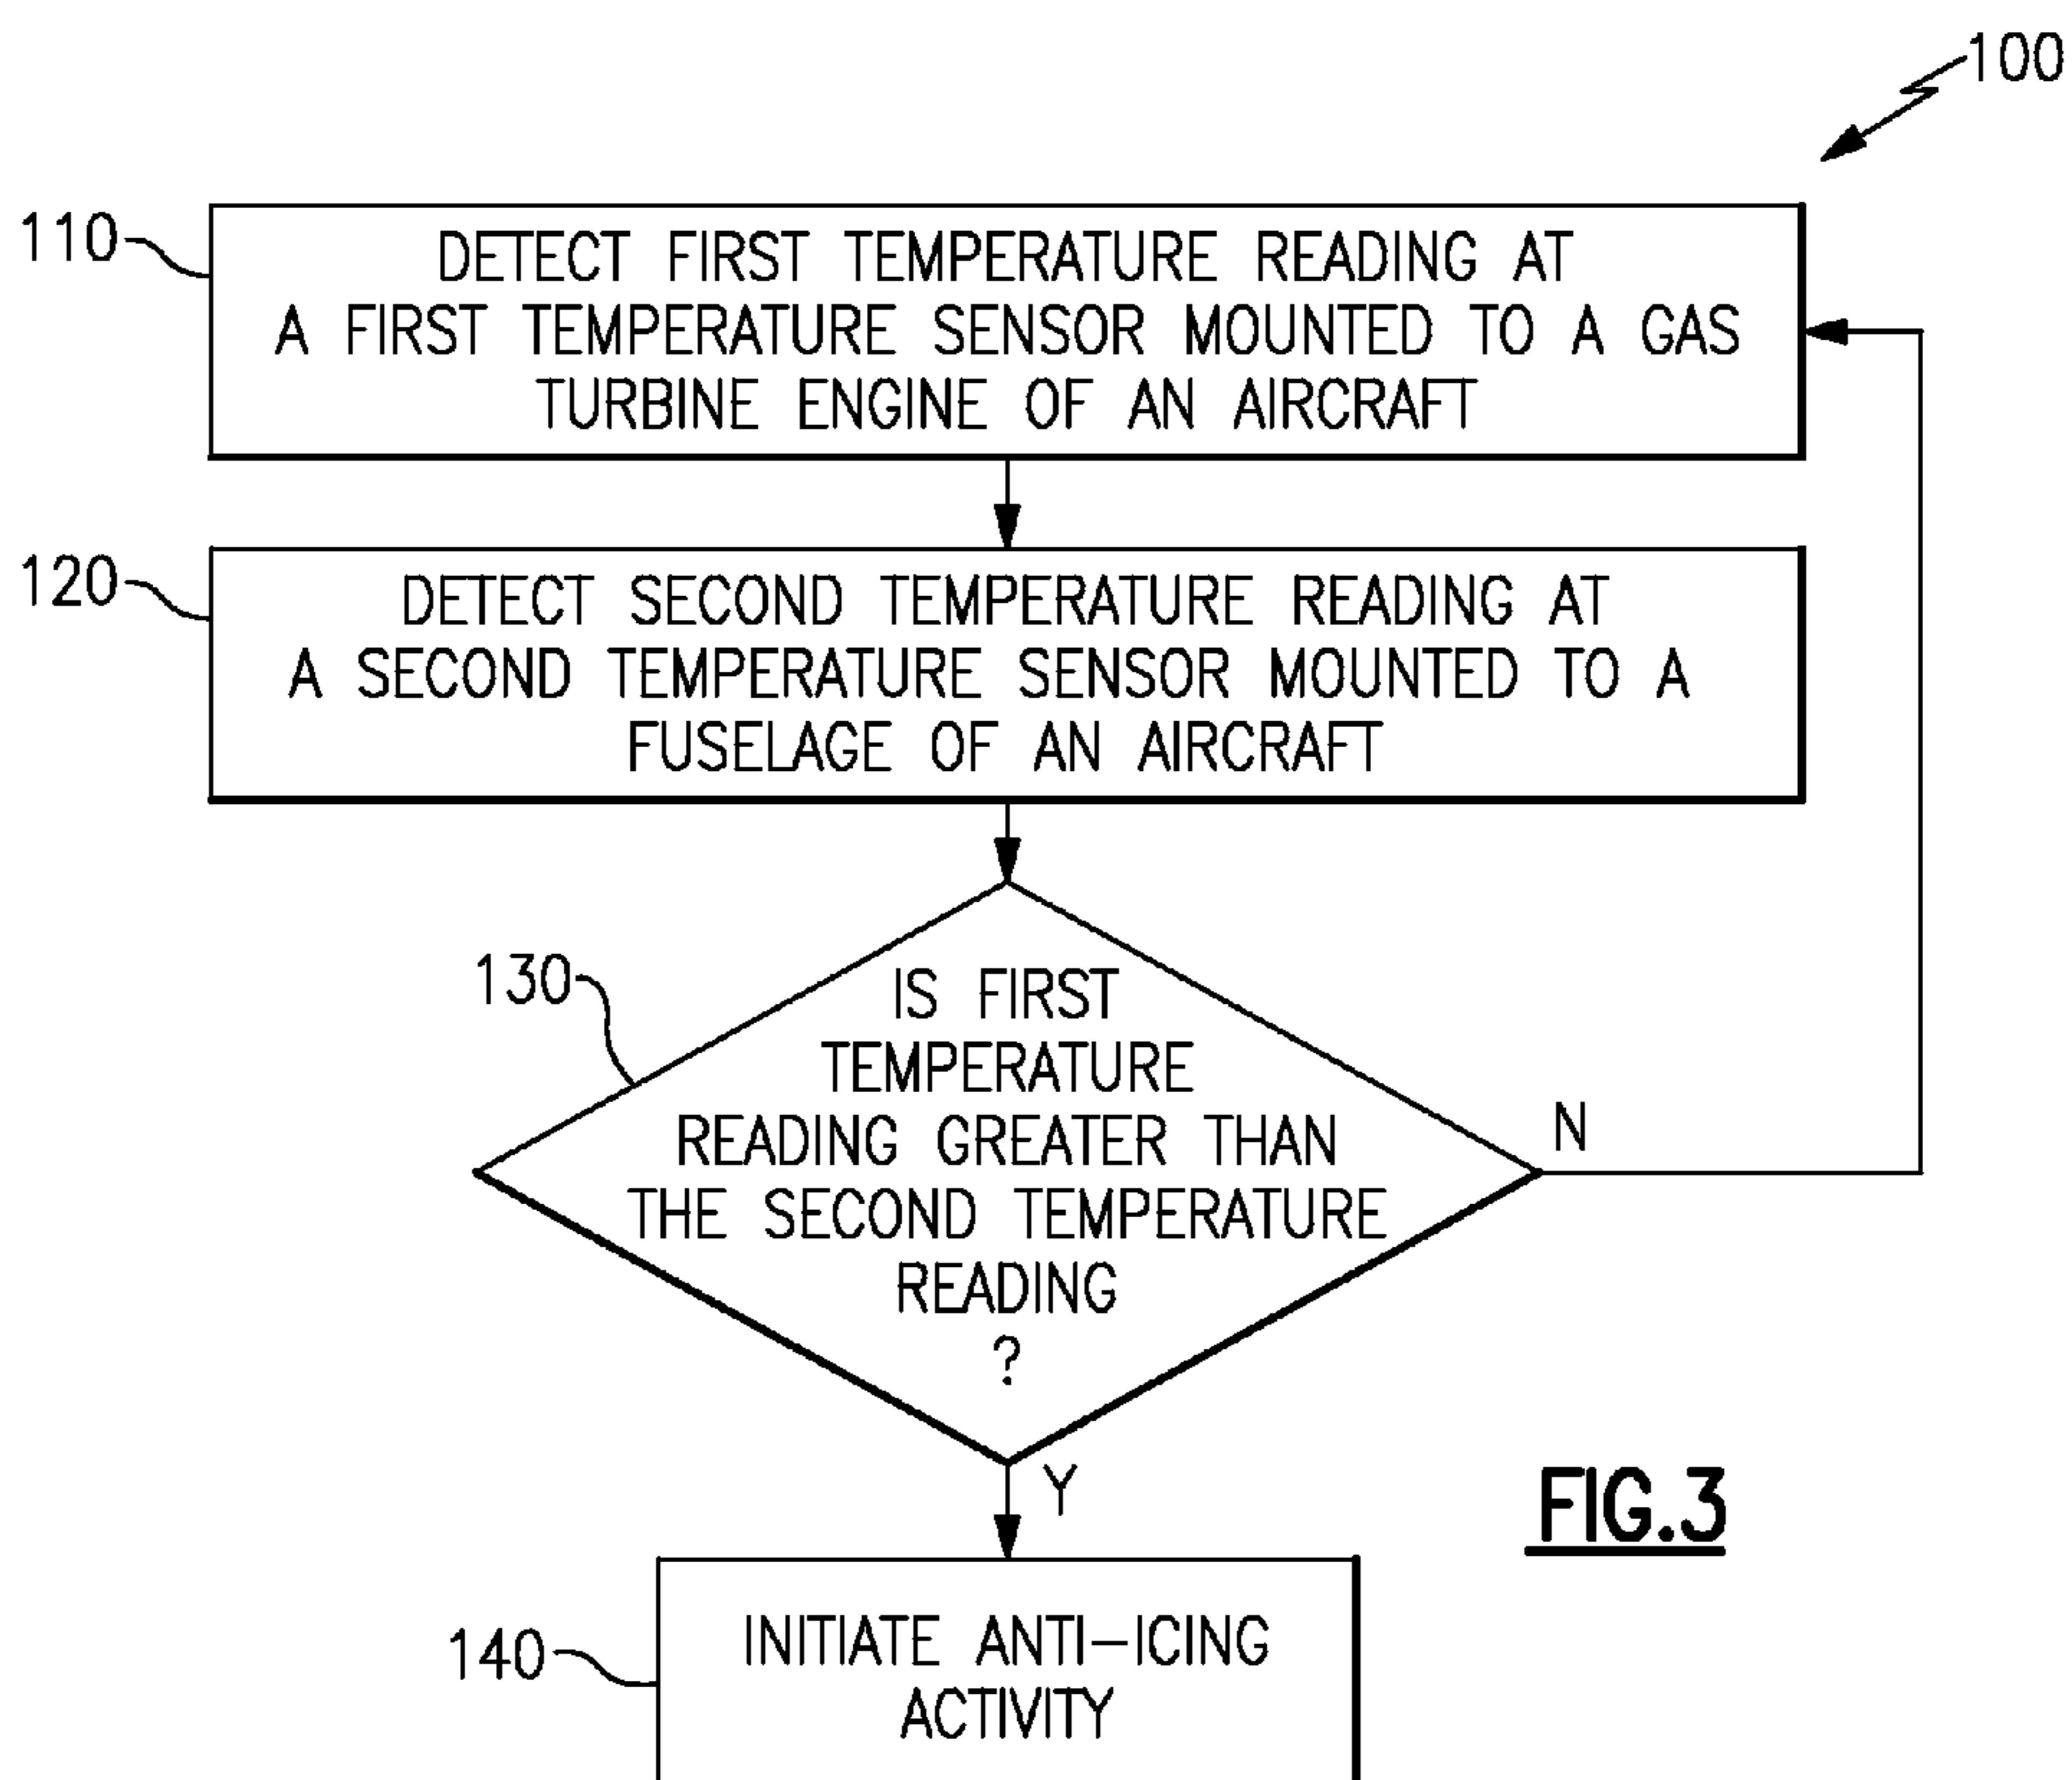 100
110
DETECT FIRST TEMPERATURE READING AT
A FIRST TEMPERATURE SENSOR MOUNTED TO A GAS
TURBINE ENGINE OF AN AIRCRAFT
120
DETECT SECOND TEMPERATURE READING AT
A SECOND TEMPERATURE SENSOR MOUNTED TO A
FUSELAGE OF AN AIRCRAFT
130
IS FIRST
TEMPERATURE
READING GREATER THAN
THE SECOND TEMPERATURE
READING
?
N
Y
FIG.3
140
INITIATE ANTI-ICING
ACTIVITY